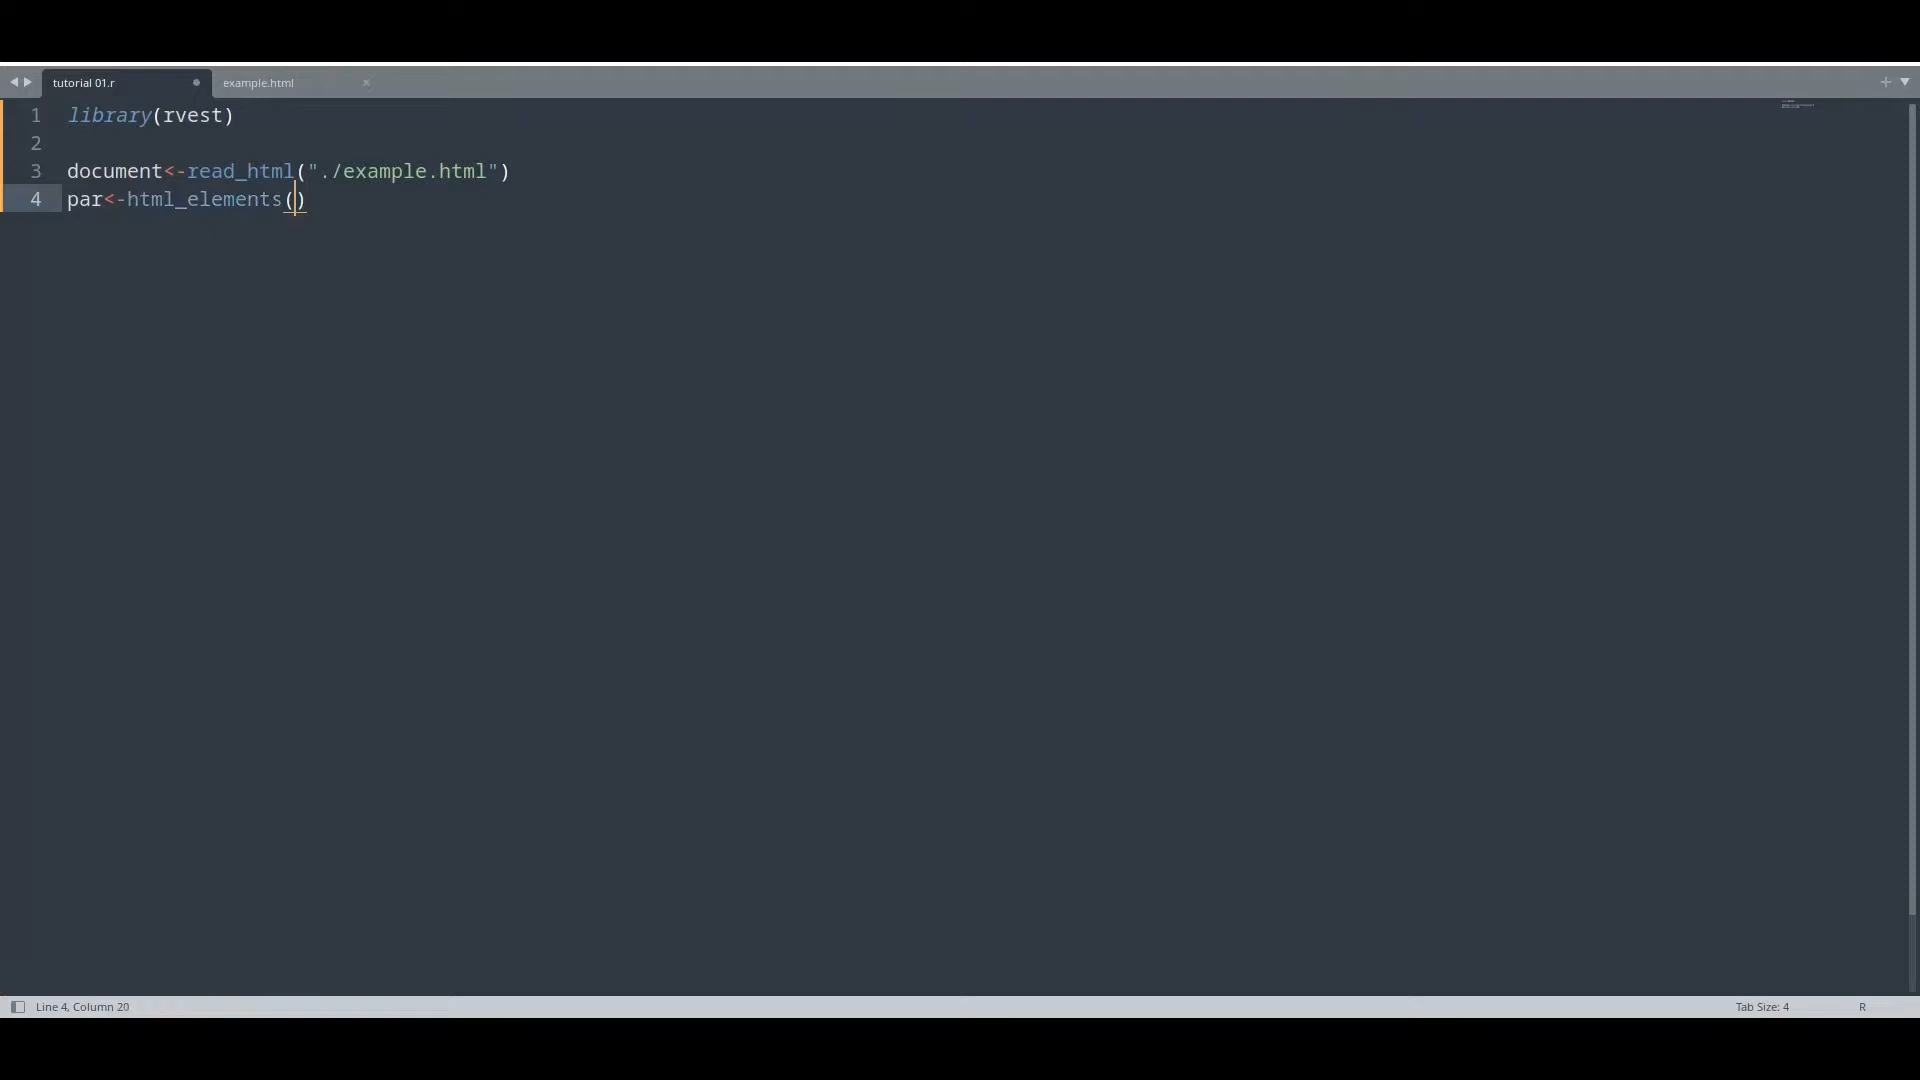 tutorial 01.r
example.html
1 library(rvest)
2
3 document<-read_html("./example.html")
4 par<-html_elements()
Line 4, Column 20
Tab Size: 4
R